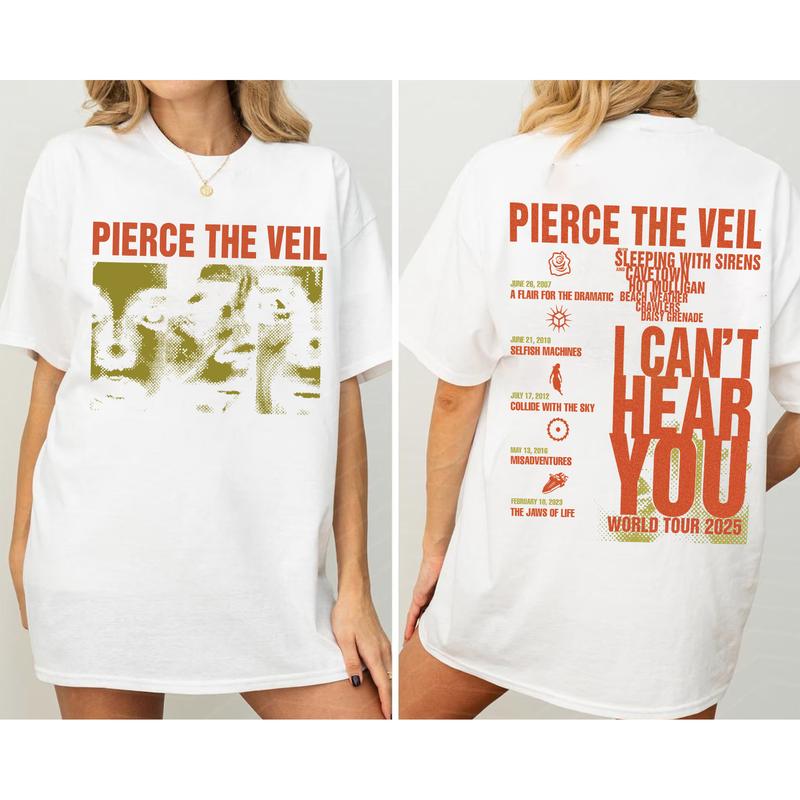 PIERCE THE VEIL
PIERCE THE VEIL
WITH
SLEEPING WITH SIRENS
AND CAVETOWN
HOT MULLIGAN
BEACH WEATHER
CRAWLERS
DAISY GRENADE
JUNE 26, 2007
A FLAIR FOR THE DRAMATIC
JUNE 21, 2010
SELFISH MACHINES
JULY 17, 2012
COLLIDE WITH THE SKY
MAY 13, 2016
MISADVENTURES
FEBRUARY 10, 2023
THE JAWS OF LIFE
I CAN'T
HEAR
YOU
WORLD TOUR 2025